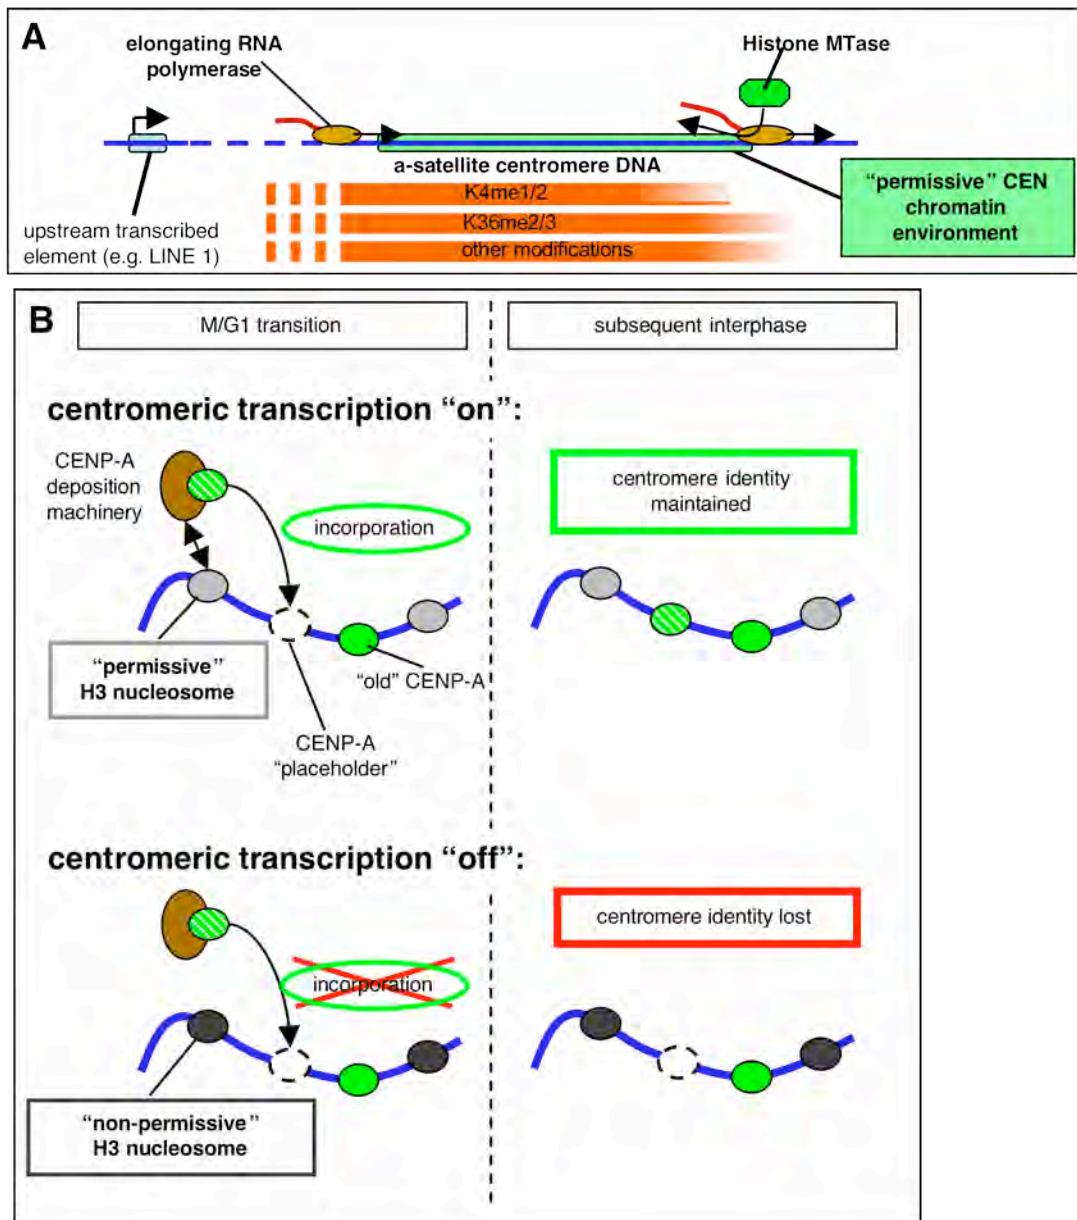 A
elongating RNA
polymerase
Histone MTase
a-satellite centromere DNA
K4me1/2
K36me2/3
other modifications
upstream transcribed
element (e.g. LINE 1)
"permissive" CEN
chromatin
environment
B
M/G1 transition
subsequent interphase
centromeric transcription "on":
CENP-A
deposition
machinery
incorporation
centromere identity
maintained
"permissive"
H3 nucleosome
"old" CENP-A
CENP-A
"placeholder"
centromeric transcription "off":
incorporation
centromere identity lost
"non-permissive"
H3 nucleosome